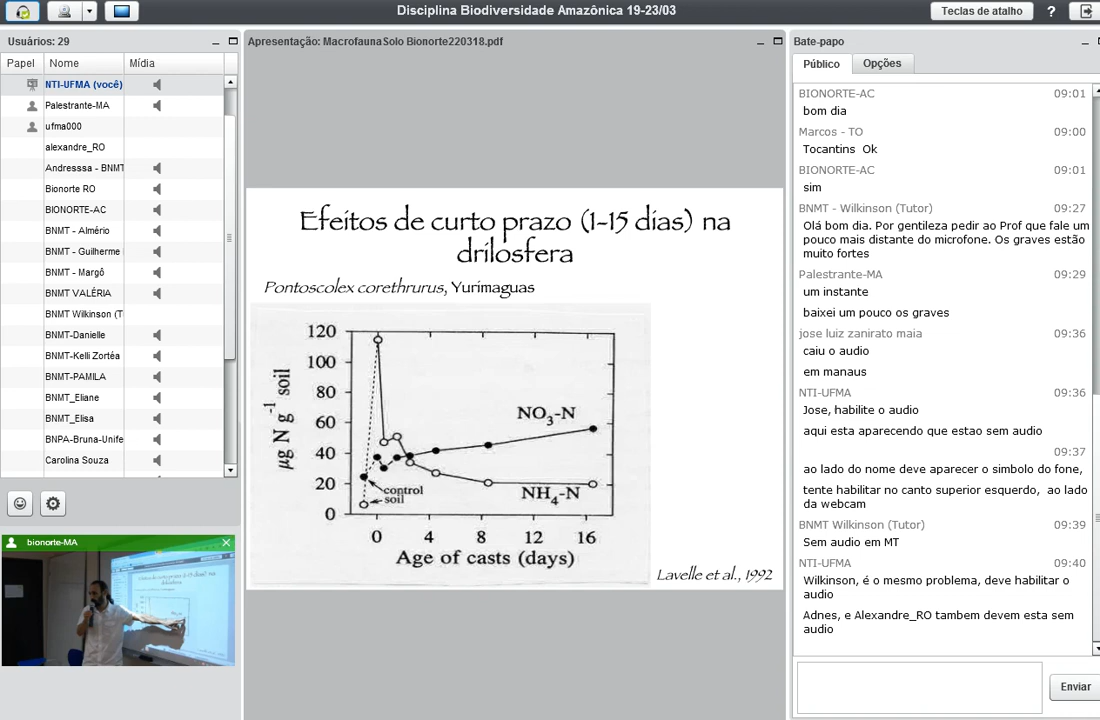 Disciplina Biodiversidade Amazônica 19-23/03
Teclas de atalho
?
Usuários: 29
Papel Nome Mídia
NTI-UFMA (você)
Palestrante-MA
ufma000
alexandre_RO
Andresssa - BNMT
Bionorte RO
BIONORTE-AC
BNMT - Almério
BNMT - Guilherme
BNMT - Margô
BNMT VALÉRIA
BNMT Wilkinson (T
BNMT-Danielle
BNMT-Kelli Zortéa
BNMT-PAMILA
BNMT_Eliane
BNMT_Elisa
BNPA-Bruna-Unife
Carolina Souza
bionorte-MA
Apresentação: MacrofaunaSolo Bionorte220318.pdf
Efeitos de curto prazo (1-15 dias) na
drilosfera
Pontoscolex corethrurus, Yurimaguas
120
100
80
60
40
20
0
µg N g-1 soil
NO3-N
NH4-N
control
soil
0 4 8 12 16
Age of casts (days)
Lavelle et al., 1992
Bate-papo
Público Opções
BIONORTE-AC 09:01
bom dia
Marcos - TO 09:00
Tocantins Ok
BIONORTE-AC 09:01
sim
BNMT - Wilkinson (Tutor) 09:27
Olá bom dia. Por gentileza pedir ao Prof que fale um
pouco mais distante do microfone. Os graves estão
muito fortes
Palestrante-MA 09:29
um instante
baixei um pouco os graves
jose luiz zanirato maia 09:36
caiu o audio
em manaus
NTI-UFMA 09:36
Jose, habilite o audio
aqui esta aparecendo que estao sem audio
09:37
ao lado do nome deve aparecer o simbolo do fone,
tente habilitar no canto superior esquerdo, ao lado
da webcam
BNMT Wilkinson (Tutor) 09:39
Sem audio em MT
NTI-UFMA 09:40
Wilkinson, é o mesmo problema, deve habilitar o
audio
Adnes, e Alexandre_RO tambem devem esta sem
audio
Enviar